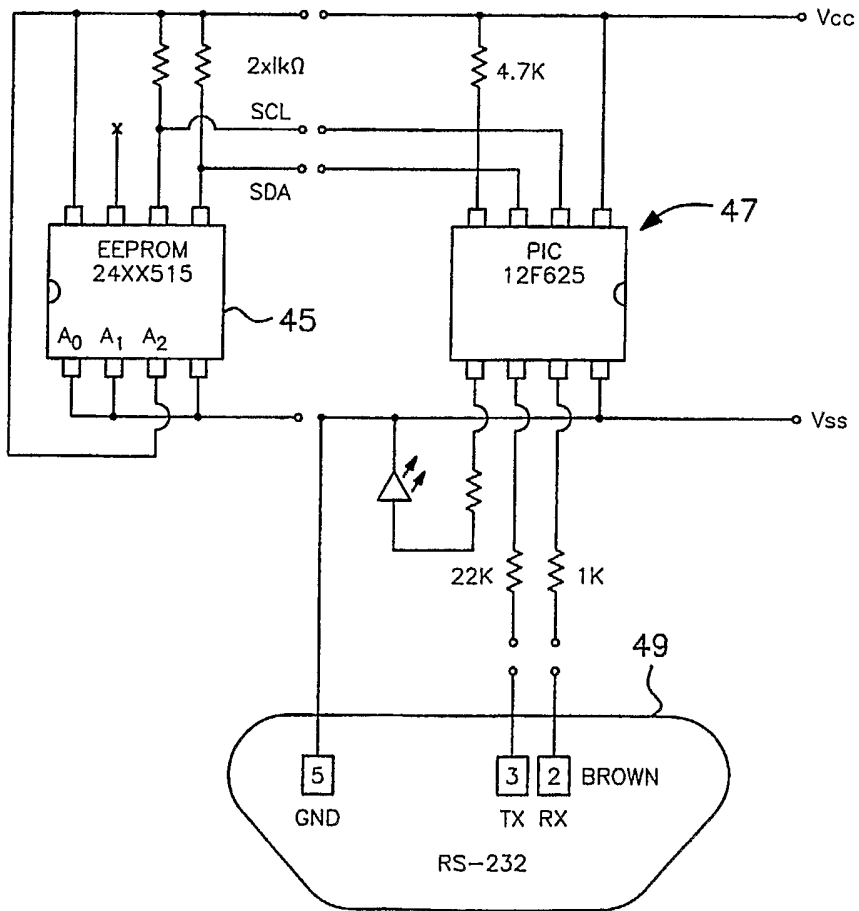 Vcc
2x1kΩ
4.7K
SCL
SDA
47
EEPROM
24XX515
PIC
12F625
45
A0 A1 A2
Vss
22K
1K
49
5
3
2
BROWN
GND
TX
RX
RS-232